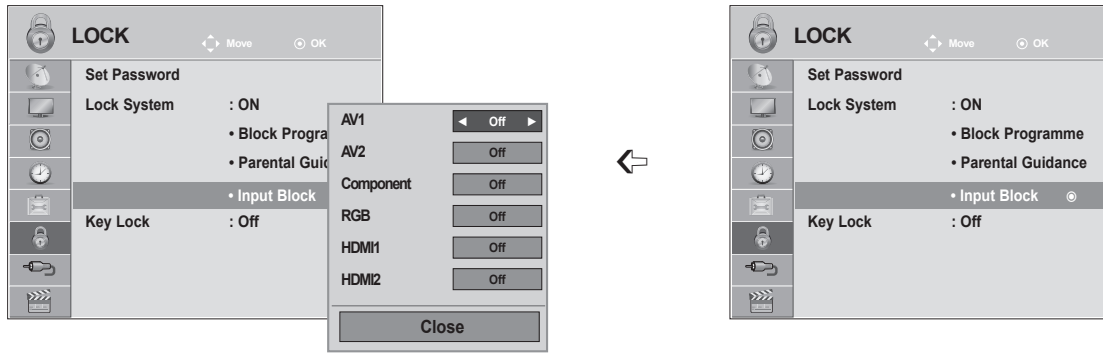 LOCK
Move
OK
Set Password
Lock System : ON
• Block Progra
• Parental Guid
• Input Block
Key Lock : Off
AV1 ◄ Off ►
AV2 Off
Component Off
RGB Off
HDMI1 Off
HDMI2 Off
Close
LOCK
Move
OK
Set Password
Lock System : ON
• Block Programme
• Parental Guidance
• Input Block
Key Lock : Off